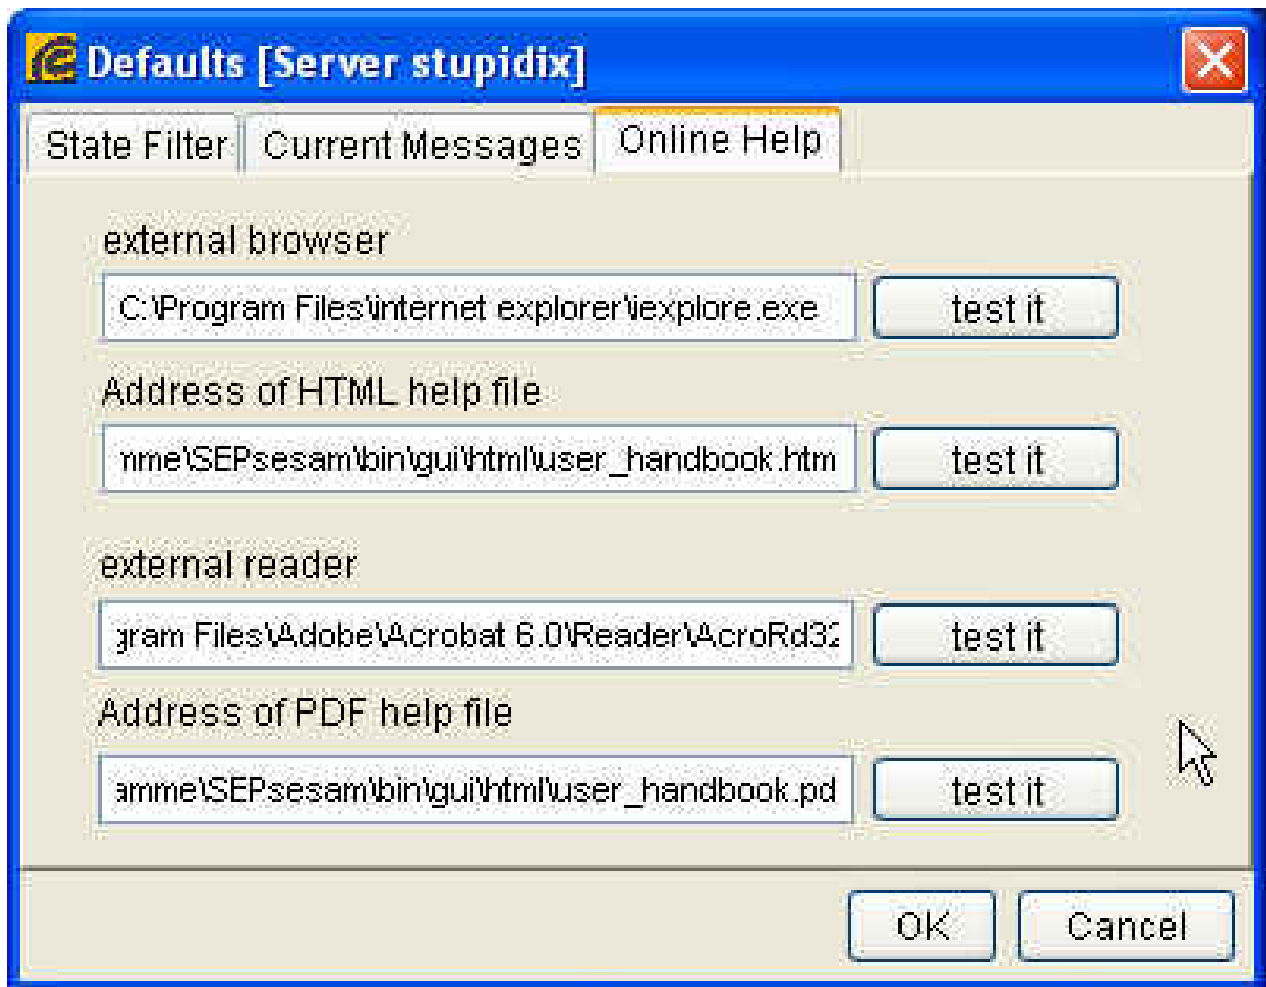 Defaults [Server stupidix]
State Filter Current Messages Online Help
external browser
C:\Program Files\internet explorer\iexplore.exe test it
Address of HTML help file
mme\SEPsesam\bin\gui\html\user_handbook.htm test it
external reader
gram Files\Adobe\Acrobat 6.0\Reader\AcroRd32 test it
Address of PDF help file
amme\SEPsesam\bin\gui\html\user_handbook.pd test it
OK Cancel